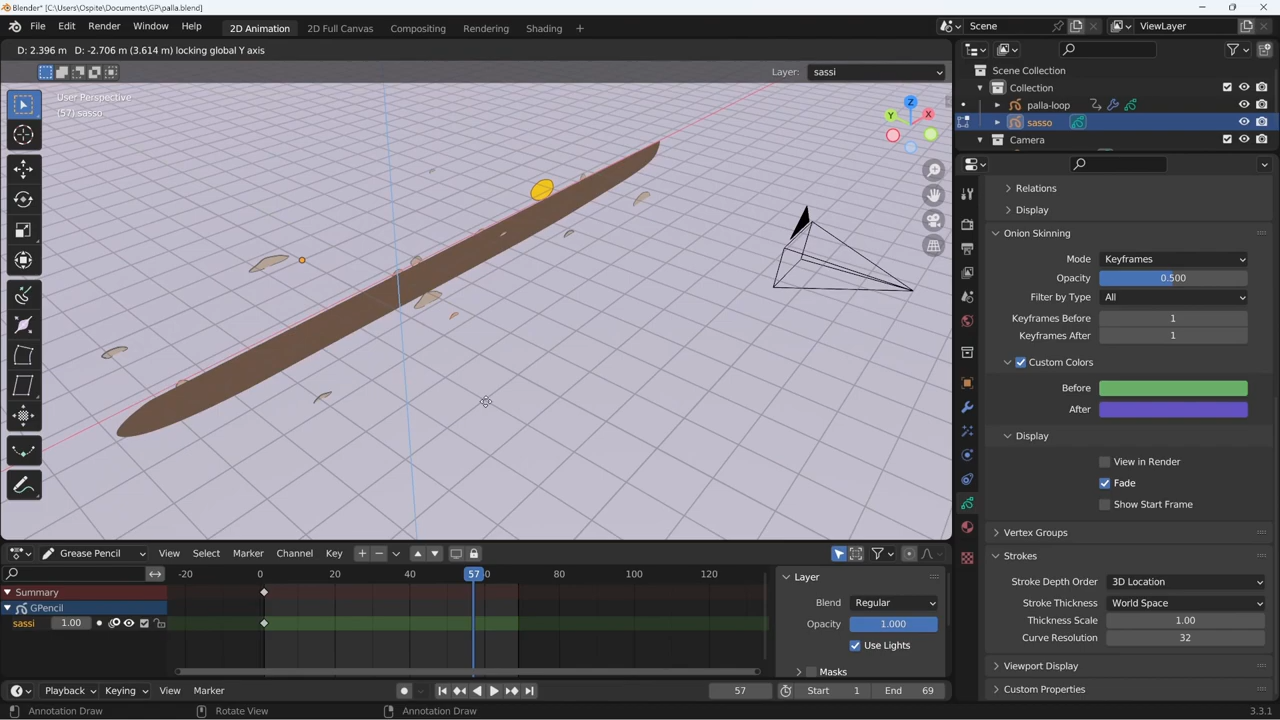 Blender* [C:\Users\Ospite\Documents\GP\palla.blend]
File Edit Render Window Help 2D Animation 2D Full Canvas Compositing Rendering Shading + Scene ViewLayer
D: 2.396 m D: -2.706 m (3.614 m) locking global Y axis
Layer: sassi
User Perspective
(57) sasso
Z
Y
X
Scene Collection
Collection
palla-loop
sasso
Camera
Relations
Display
Onion Skinning
Mode Keyframes
Opacity 0.500
Filter by Type All
Keyframes Before 1
Keyframes After 1
Custom Colors
Before
After
Display
View in Render
Fade
Show Start Frame
Vertex Groups
Strokes
Stroke Depth Order 3D Location
Stroke Thickness World Space
Thickness Scale 1.00
Curve Resolution 32
Viewport Display
Custom Properties
Grease Pencil View Select Marker Channel Key
-20 0 20 40 57 60 80 100 120
Summary
GPencil
sassi 1.00
Layer
Blend Regular
Opacity 1.000
Use Lights
Masks
Playback Keying View Marker 57 Start 1 End 69
Annotation Draw Rotate View Annotation Draw 3.3.1